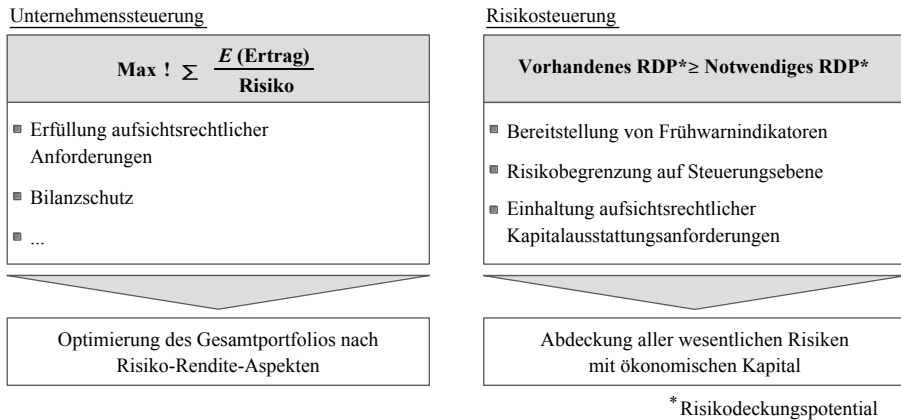 Unternehmenssteuerung
Max ! ∑ E (Ertrag)
Risiko
Erfüllung aufsichtsrechtlicher
Anforderungen
Bilanzschutz
...
Optimierung des Gesamtportfolios nach
Risiko-Rendite-Aspekten
Risikosteuerung
Vorhandenes RDP*≥ Notwendiges RDP*
Bereitstellung von Frühwarnindikatoren
Risikobegrenzung auf Steuerungsebene
Einhaltung aufsichtsrechtlicher
Kapitalausstattungsanforderungen
Abdeckung aller wesentlichen Risiken
mit ökonomischen Kapital
*Risikodeckungspotential